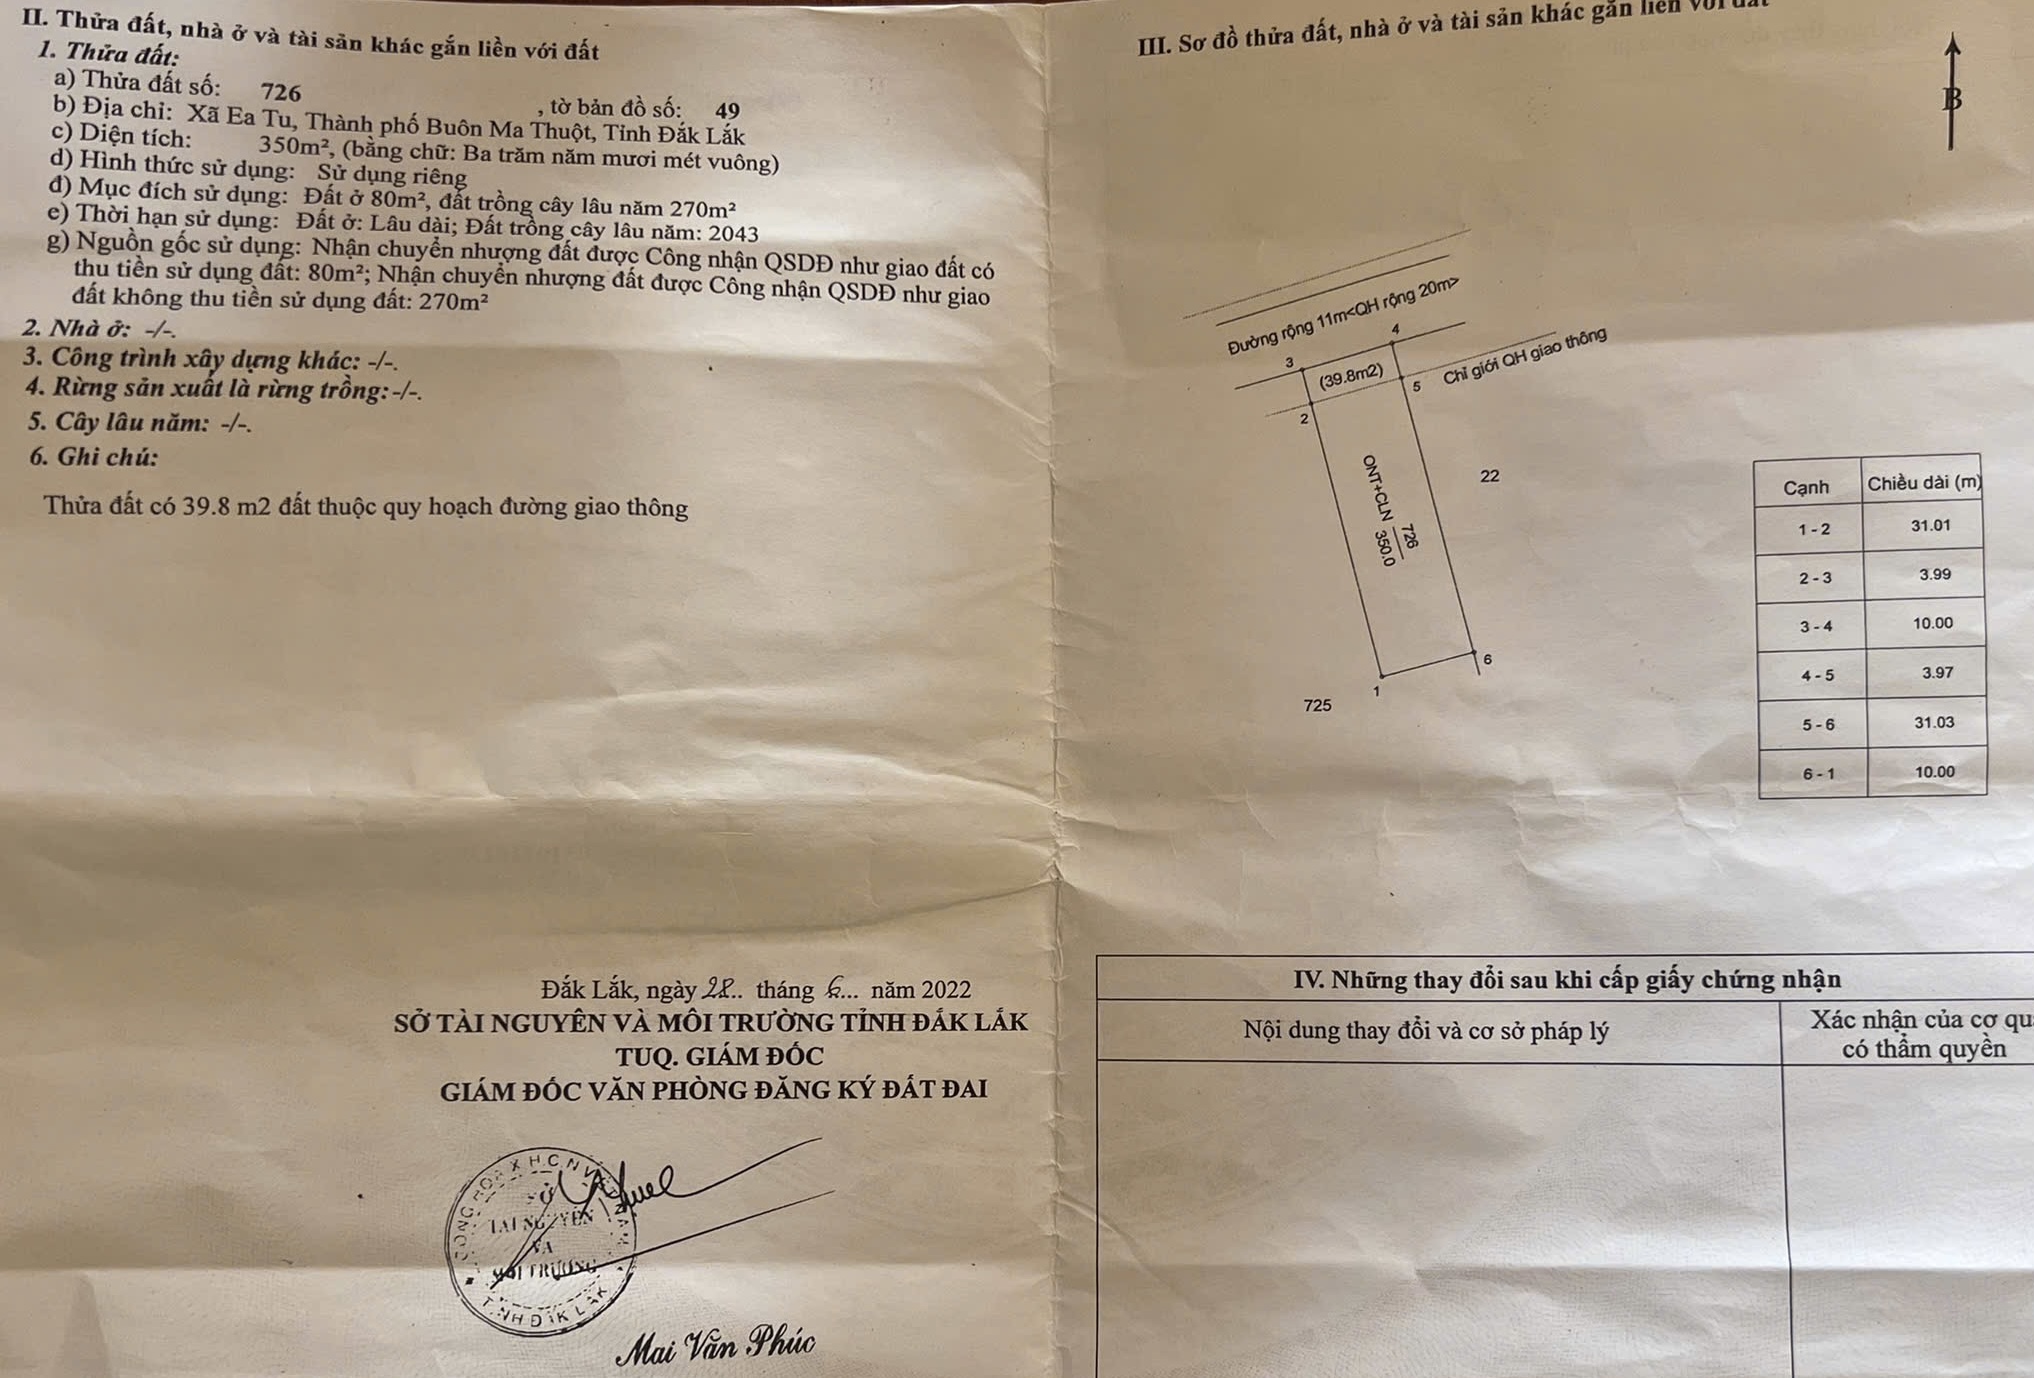 II. Thửa đất, nhà ở và tài sản khác gắn liền với đất
1. Thửa đất:
a) Thửa đất số: 726 , tờ bản đồ số: 49
b) Địa chỉ: Xã Ea Tu, Thành phố Buôn Ma Thuột, Tỉnh Đắk Lắk
c) Diện tích: 350m², (bằng chữ: Ba trăm năm mươi mét vuông)
d) Hình thức sử dụng: Sử dụng riêng
đ) Mục đích sử dụng: Đất ở 80m², đất trồng cây lâu năm 270m²
e) Thời hạn sử dụng: Đất ở: Lâu dài; Đất trồng cây lâu năm: 2043
g) Nguồn gốc sử dụng: Nhận chuyển nhượng đất được Công nhận QSDĐ như giao đất có
thu tiền sử dụng đất: 80m²; Nhận chuyển nhượng đất được Công nhận QSDĐ như giao
đất không thu tiền sử dụng đất: 270m²
2. Nhà ở: -/-.
3. Công trình xây dựng khác: -/-.
4. Rừng sản xuất là rừng trồng: -/-.
5. Cây lâu năm: -/-.
6. Ghi chú:
Thửa đất có 39.8 m2 đất thuộc quy hoạch đường giao thông
Đắk Lắk, ngày 28.. tháng 6... năm 2022
SỞ TÀI NGUYÊN VÀ MÔI TRƯỜNG TỈNH ĐẮK LẮK
TUQ. GIÁM ĐỐC
GIÁM ĐỐC VĂN PHÒNG ĐĂNG KÝ ĐẤT ĐAI
SỞ
TÀI NGUYÊN
VÀ
MÔI TRƯỜNG
Mai Văn Phúc
III. Sơ đồ thửa đất, nhà ở và tài sản khác gắn liền với đất
B
Đường rộng 11m<QH rộng 20m>
3
4
(39.8m2)
5
Chỉ giới QH giao thông
2
22
ONT+CLN 726
350.0
6
1
725
Cạnh Chiều dài (m)
1 - 2 31.01
2 - 3 3.99
3 - 4 10.00
4 - 5 3.97
5 - 6 31.03
6 - 1 10.00
IV. Những thay đổi sau khi cấp giấy chứng nhận
Nội dung thay đổi và cơ sở pháp lý
Xác nhận của cơ qu
có thẩm quyền